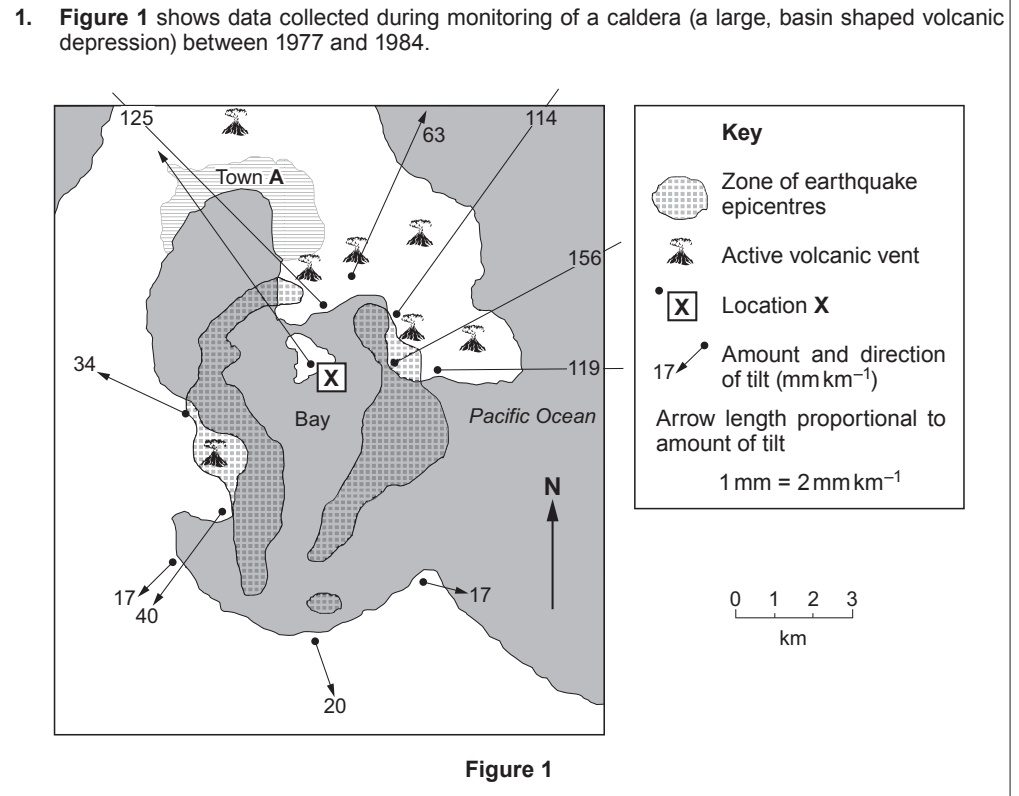 1. Figure 1 shows data collected during monitoring of a caldera (a large, basin shaped volcanic
depression) between 1977 and 1984.
125
63
114
Town A
156
34
X
119
Bay
Pacific Ocean
N
17
40
17
20
Key
Zone of earthquake
epicentres
Active volcanic vent
X
Location X
17
Amount and direction
of tilt (mm km⁻¹)
Arrow length proportional to
amount of tilt
1 mm = 2 mm km⁻¹
0 1 2 3
km
Figure 1